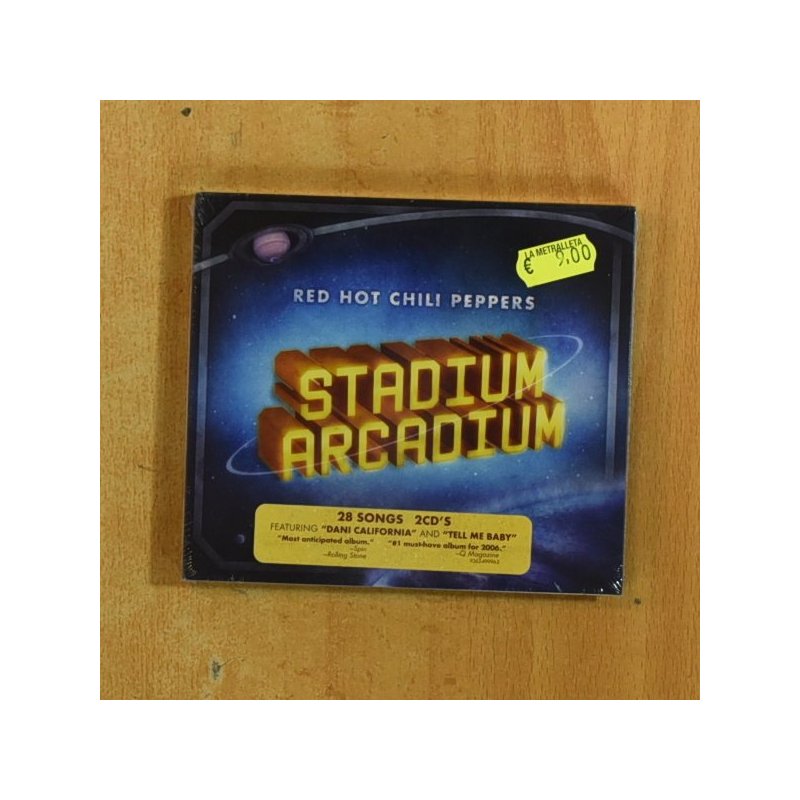 LA METRALLETA
€ 9,00
RED HOT CHILI PEPPERS
STADIUM
ARCADIUM
28 SONGS 2CD'S
FEATURING "DANI CALIFORNIA" AND "TELL ME BABY"
"Most anticipated album." "#1 must-have album for 2006."
—Spin —Q Magazine
—Rolling Stone